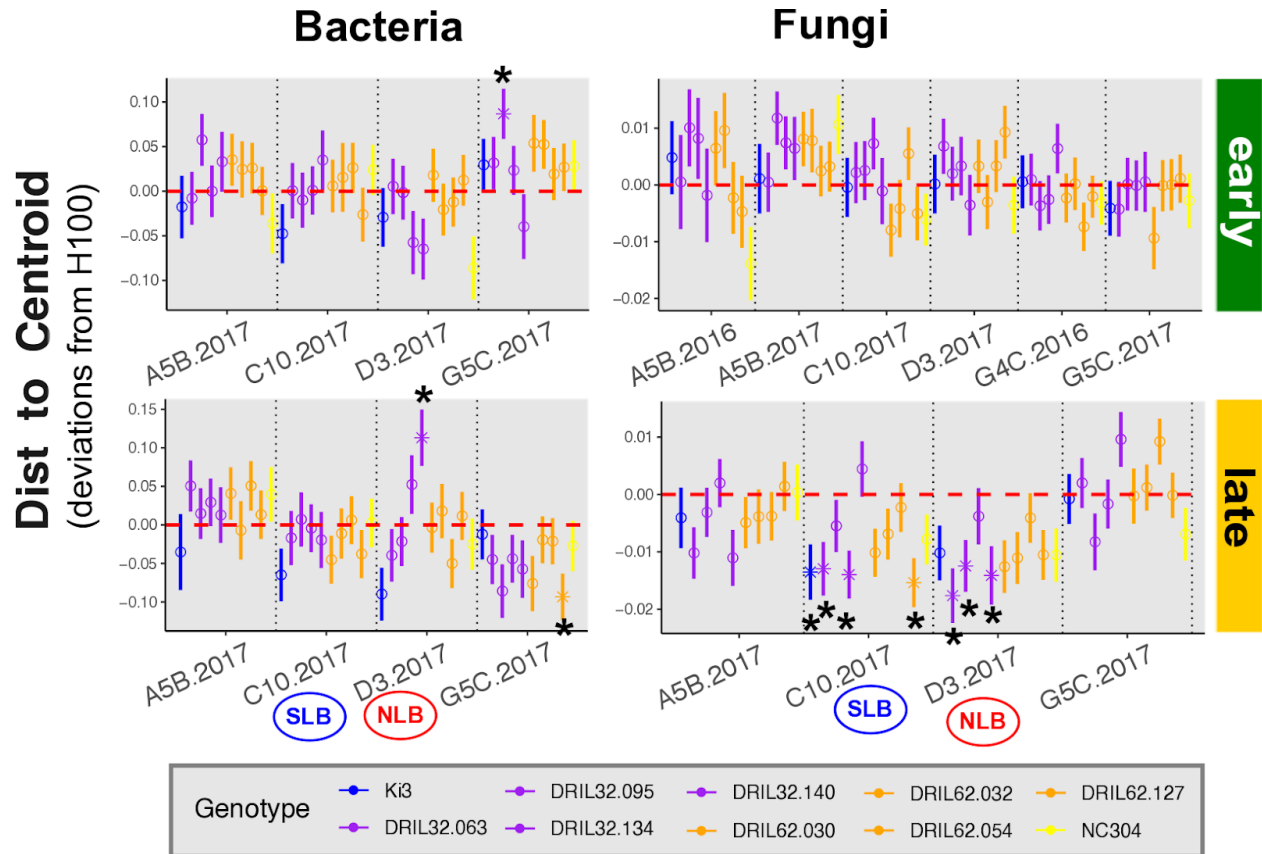 Bacteria
Fungi
Dist to Centroid
(deviations from H100)
0.10
0.05
0.00
−0.05
−0.10
A5B.2017
C10.2017
D3.2017
G5C.2017
*
0.01
0.00
−0.01
−0.02
A5B.2016
A5B.2017
C10.2017
D3.2017
G4C.2016
G5C.2017
early
0.15
0.10
0.05
0.00
−0.05
−0.10
A5B.2017
C10.2017
D3.2017
G5C.2017
*
*
SLB
NLB
0.01
0.00
−0.01
−0.02
A5B.2017
C10.2017
D3.2017
G5C.2017
* * * *
* * *
SLB
NLB
late
Genotype
Ki3
DRIL32.063
DRIL32.095
DRIL32.134
DRIL32.140
DRIL62.030
DRIL62.032
DRIL62.054
DRIL62.127
NC304